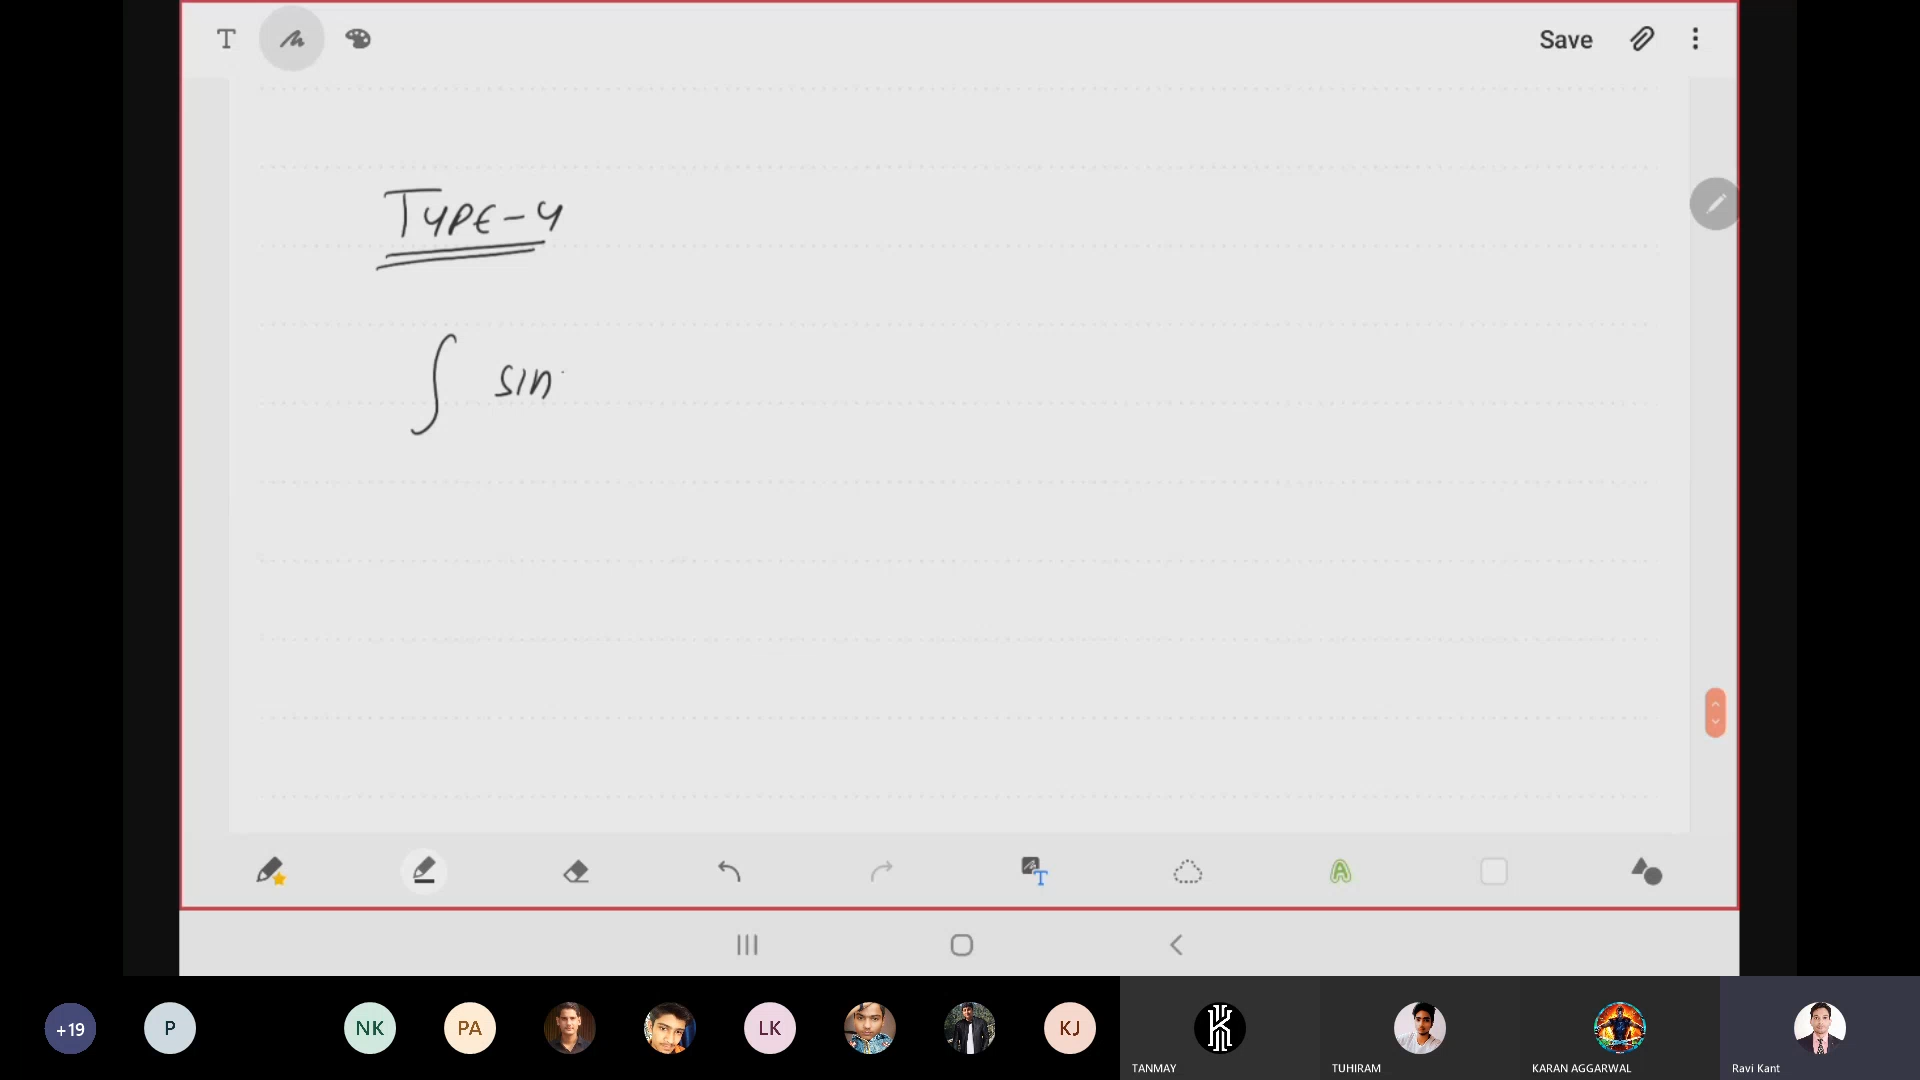 T Save
TYPE-4
∫ sin
T A
+19 P NK PA LK KJ
TANMAY TUHIRAM KARAN AGGARWAL Ravi Kant